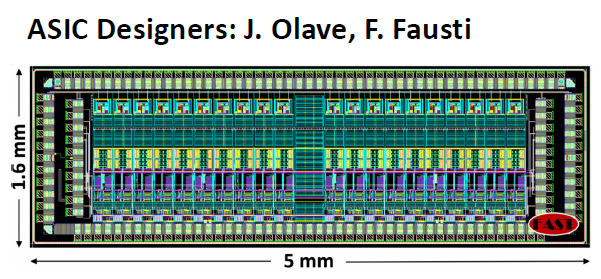 ASIC Designers: J. Olave, F. Fausti
1.6 mm
FAST
5 mm